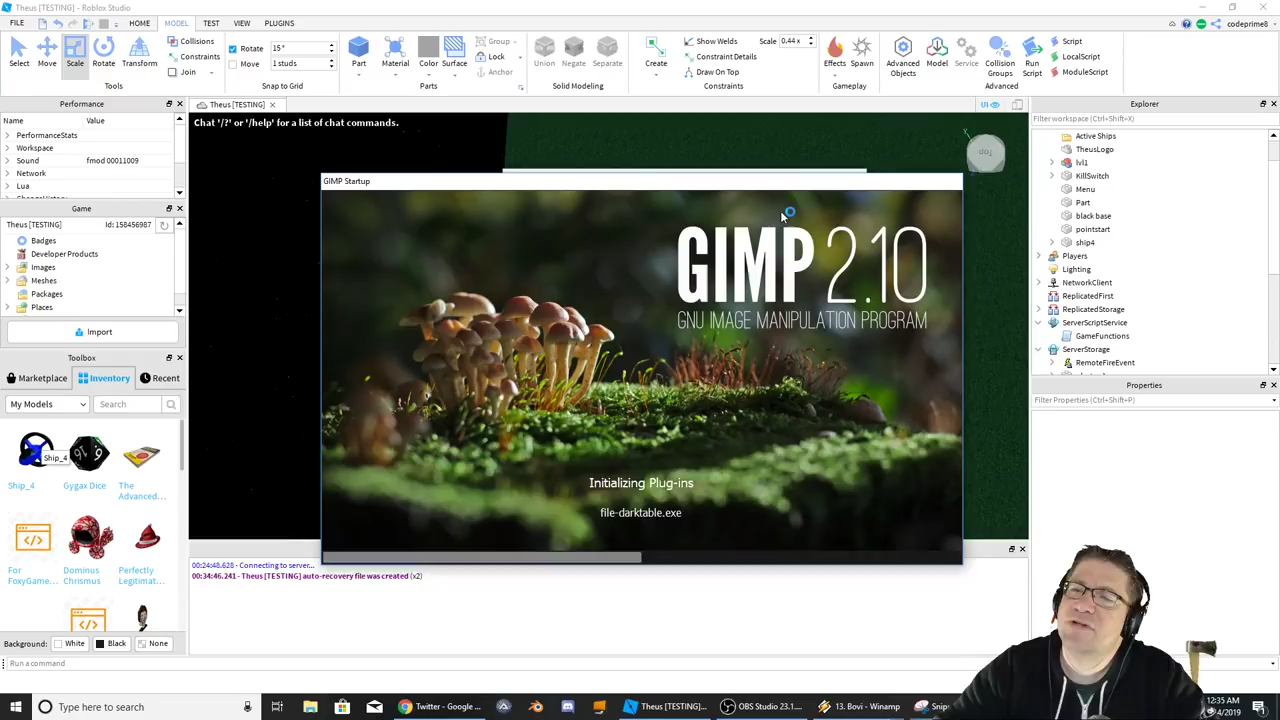 Theus [TESTING] - Roblox Studio
FILE
HOME
MODEL
TEST
VIEW
PLUGINS
codeprime8
Select
Move
Scale
Rotate
Transform
Collisions
Constraints
Join
Tools
Rotate
15 °
Move
1 studs
Snap to Grid
Part
Material
Color
Surface
Group
Lock
Anchor
Parts
Union
Negate
Separate
Solid Modeling
Create
Show Welds
Scale
0.44 x
Constraint Details
Draw On Top
Constraints
Effects
Spawn
Gameplay
Advanced Objects
Model
Service
Collision Groups
Run Script
Script
LocalScript
ModuleScript
Advanced
Performance
Name
Value
PerformanceStats
Workspace
Sound
fmod 00011009
Network
Lua
Game
Theus [TESTING]
Id: 158456987
Badges
Developer Products
Images
Meshes
Packages
Places
Import
Toolbox
Marketplace
Inventory
Recent
My Models
Search
Ship_4
Ship_4
Gygax Dice
The Advanced...
For FoxyGame...
Dominus Chrismus
Perfectly Legitimat...
Background:
White
Black
None
Run a command
Theus [TESTING]
UI
Chat '/?' or '/help' for a list of chat commands.
Top
GIMP Startup
GIMP 2.10
GNU IMAGE MANIPULATION PROGRAM
Initializing Plug-ins
file-darktable.exe
00:24:48.628 - Connecting to server...
00:34:46.241 - Theus [TESTING] auto-recovery file was created (x2)
Explorer
Filter workspace (Ctrl+Shift+X)
Active Ships
TheusLogo
lvl1
KillSwitch
Menu
Part
black base
pointstart
ship4
Players
Lighting
NetworkClient
ReplicatedFirst
ReplicatedStorage
ServerScriptService
GameFunctions
ServerStorage
RemoteFireEvent
Properties
Filter Properties (Ctrl+Shift+P)
Type here to search
Twitter - Google ...
Theus [TESTING]...
OBS Studio 23.1....
13. Bovi - Winamp
Snip
12:35 AM
4/2019